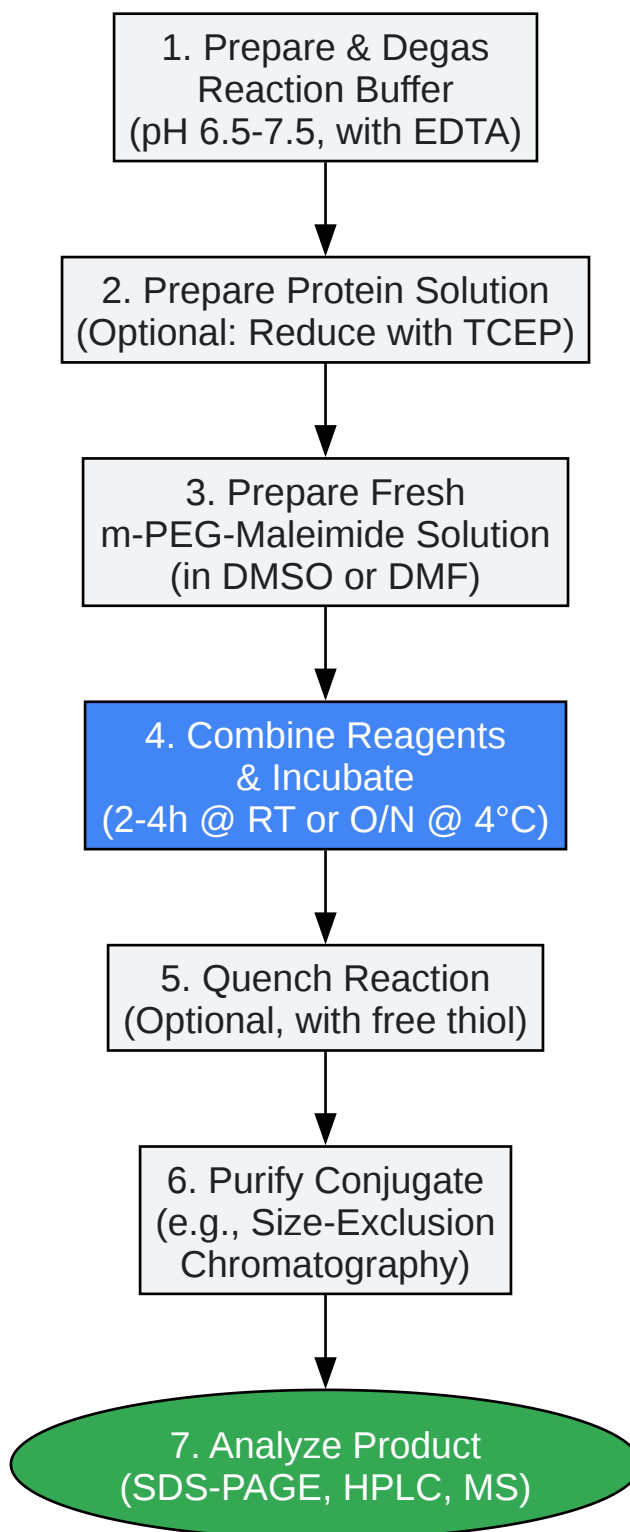 1. Prepare & Degas
Reaction Buffer
(pH 6.5-7.5, with EDTA)
2. Prepare Protein Solution
(Optional: Reduce with TCEP)
3. Prepare Fresh
m-PEG-Maleimide Solution
(in DMSO or DMF)
4. Combine Reagents
& Incubate
(2-4h @ RT or O/N @ 4°C)
5. Quench Reaction
(Optional, with free thiol)
6. Purify Conjugate
(e.g., Size-Exclusion
Chromatography)
7. Analyze Product
(SDS-PAGE, HPLC, MS)